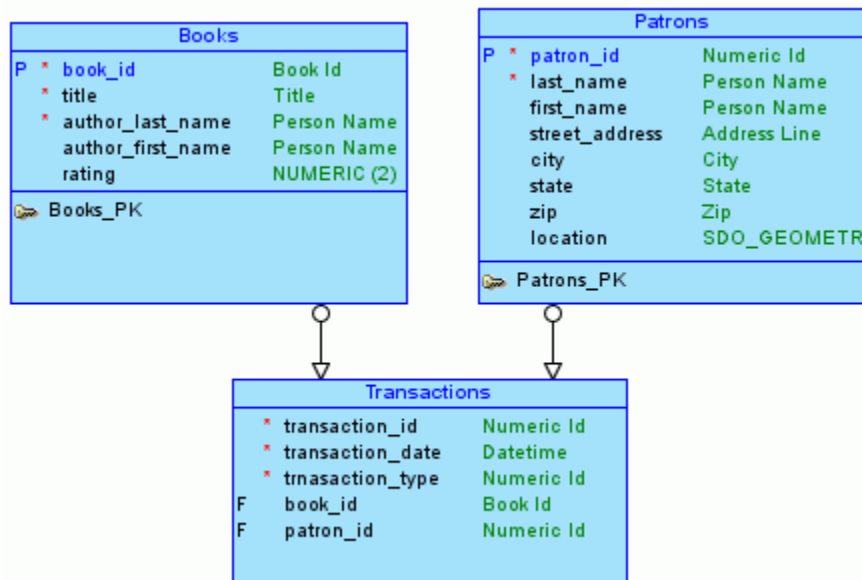 Books
P * book_id Book Id
* title Title
* author_last_name Person Name
author_first_name Person Name
rating NUMERIC (2)
Books_PK
Patrons
P * patron_id Numeric Id
* last_name Person Name
first_name Person Name
street_address Address Line
city City
state State
zip Zip
location SDO_GEOMETR
Patrons_PK
Transactions
* transaction_id Numeric Id
* transaction_date Datetime
* trnasaction_type Numeric Id
F book_id Book Id
F patron_id Numeric Id